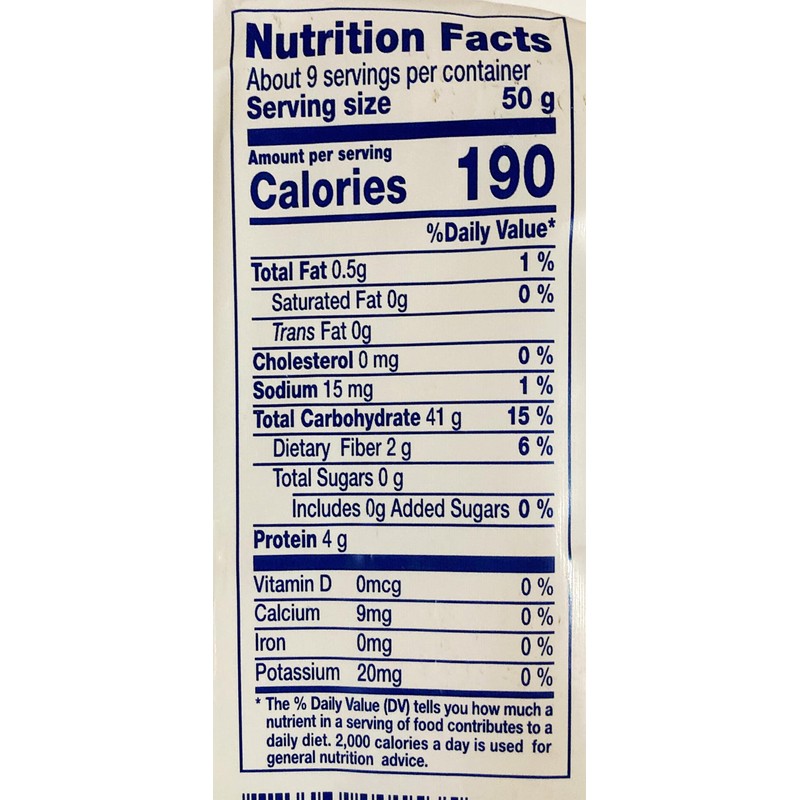 Nutrition Facts
About 9 servings per container
Serving size 50 g
Amount per serving
Calories 190
%Daily Value*
Total Fat 0.5g 1 %
Saturated Fat 0g 0 %
Trans Fat 0g
Cholesterol 0 mg 0 %
Sodium 15 mg 1 %
Total Carbohydrate 41 g 15 %
Dietary Fiber 2 g 6 %
Total Sugars 0 g
Includes 0g Added Sugars 0 %
Protein 4 g
Vitamin D 0mcg 0 %
Calcium 9mg 0 %
Iron 0mg 0 %
Potassium 20mg 0 %
* The % Daily Value (DV) tells you how much a
nutrient in a serving of food contributes to a
daily diet. 2,000 calories a day is used for
general nutrition advice.